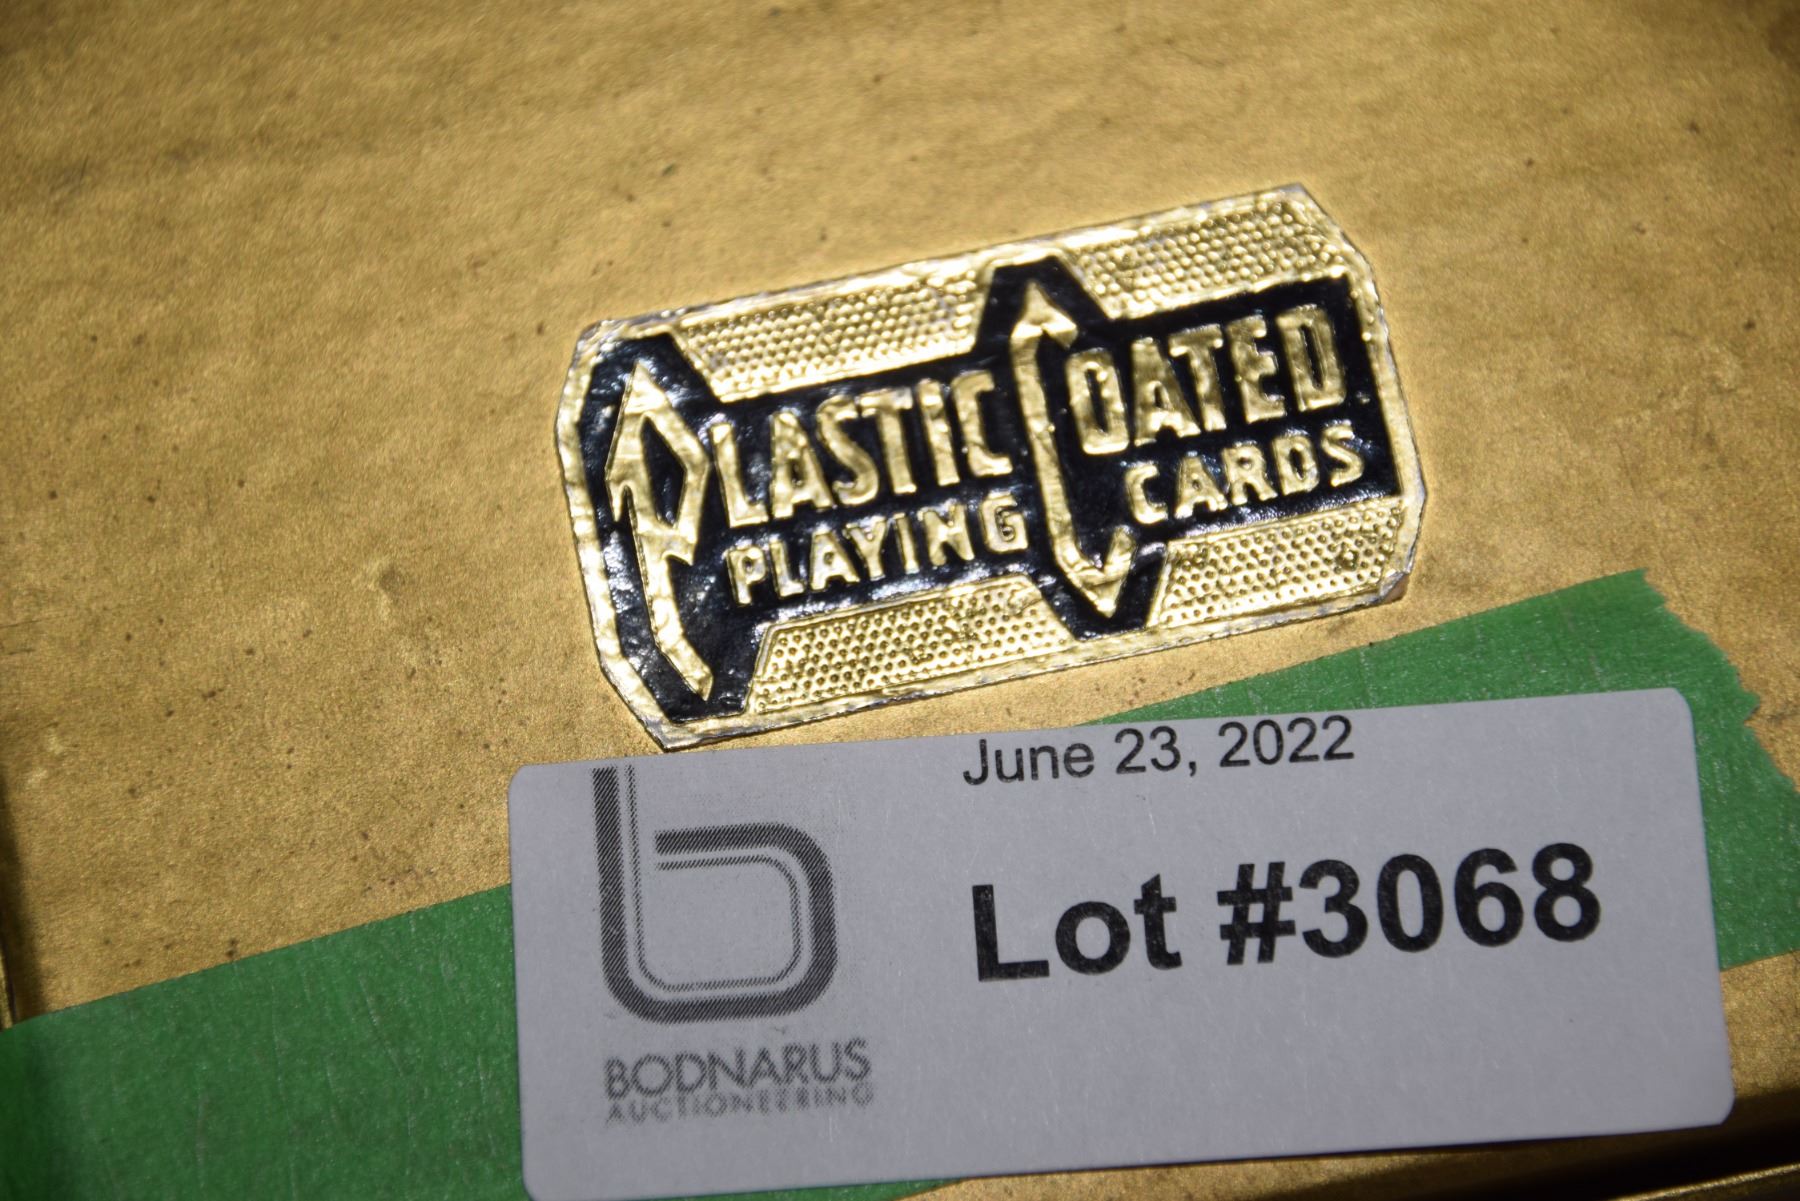 PLASTIC COATED
PLAYING CARDS
June 23, 2022
Lot #3068
b
BODNARUS
AUCTIONEERING